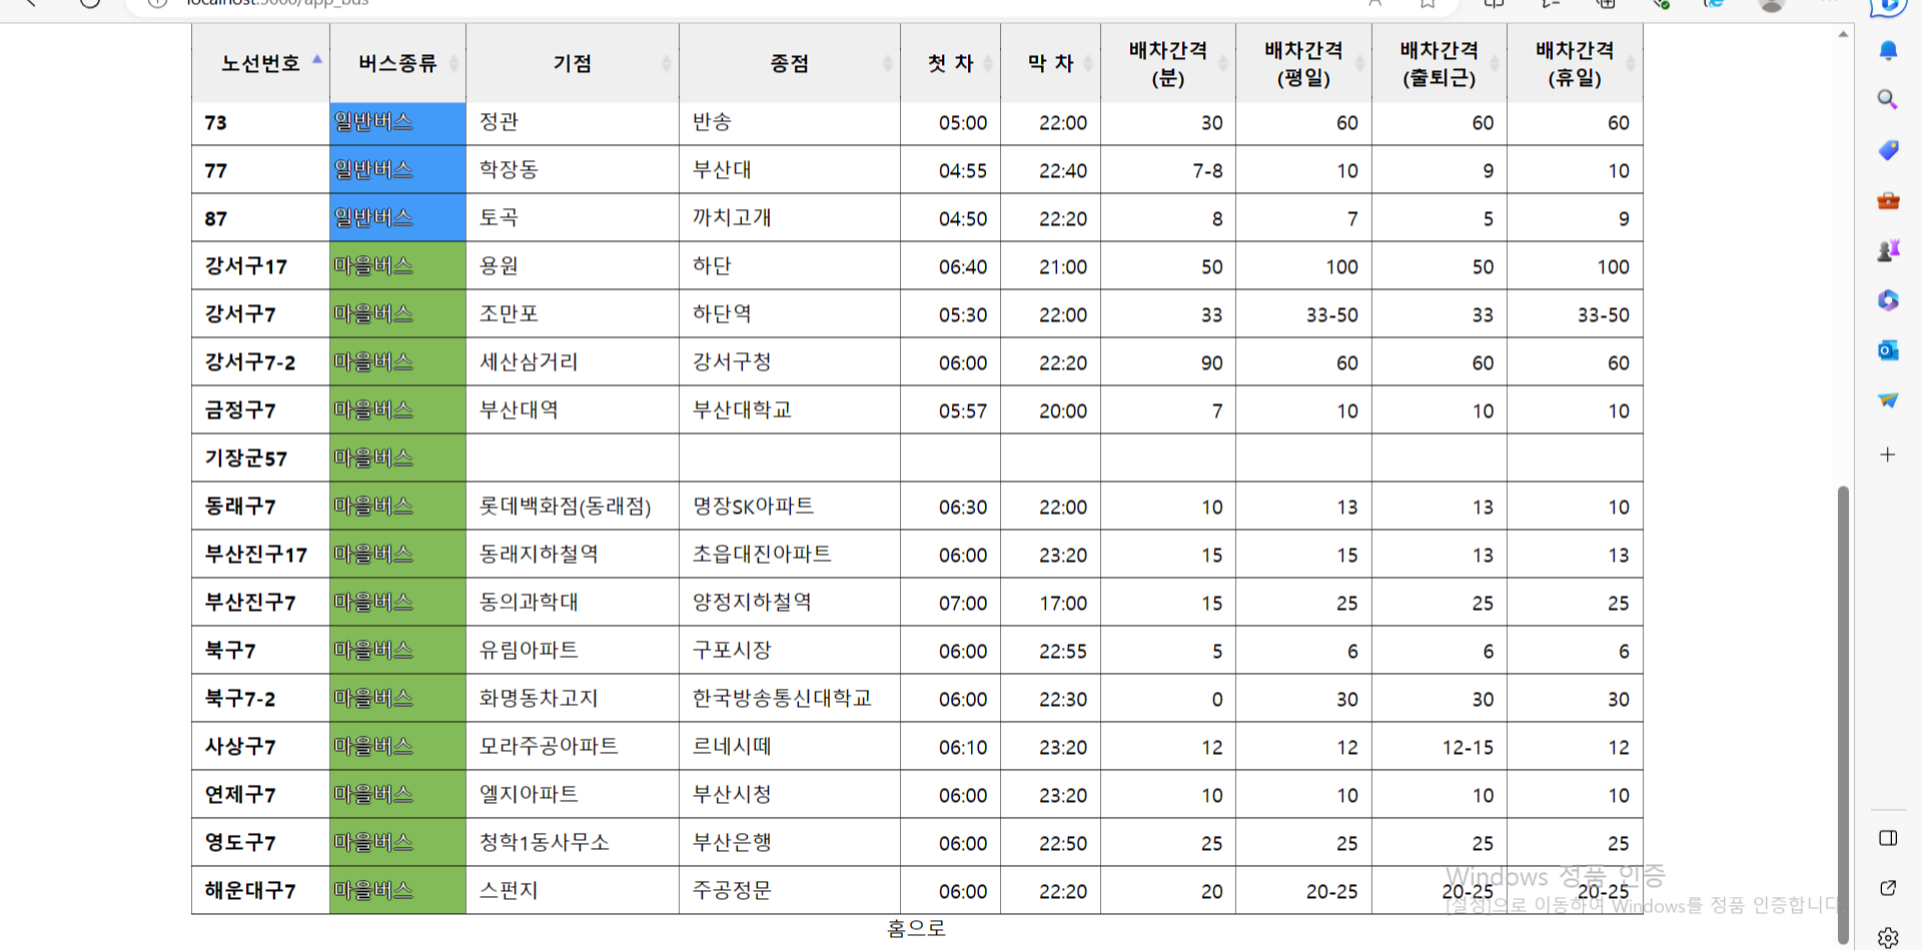 localhost:5000/app_bus
노선번호 버스종류 기점 종점 첫 차 막 차 배차간격(분) 배차간격(평일) 배차간격(출퇴근) 배차간격(휴일)
73 일반버스 정관 반송 05:00 22:00 30 60 60 60
77 일반버스 학장동 부산대 04:55 22:40 7-8 10 9 10
87 일반버스 토곡 까치고개 04:50 22:20 8 7 5 9
강서구17 마을버스 용원 하단 06:40 21:00 50 100 50 100
강서구7 마을버스 조만포 하단역 05:30 22:00 33 33-50 33 33-50
강서구7-2 마을버스 세산삼거리 강서구청 06:00 22:20 90 60 60 60
금정구7 마을버스 부산대역 부산대학교 05:57 20:00 7 10 10 10
기장군57 마을버스
동래구7 마을버스 롯데백화점(동래점) 명장SK아파트 06:30 22:00 10 13 13 10
부산진구17 마을버스 동래지하철역 초읍대진아파트 06:00 23:20 15 15 13 13
부산진구7 마을버스 동의과학대 양정지하철역 07:00 17:00 15 25 25 25
북구7 마을버스 유림아파트 구포시장 06:00 22:55 5 6 6 6
북구7-2 마을버스 화명동차고지 한국방송통신대학교 06:00 22:30 0 30 30 30
사상구7 마을버스 모라주공아파트 르네시떼 06:10 23:20 12 12 12-15 12
연제구7 마을버스 엘지아파트 부산시청 06:00 23:20 10 10 10 10
영도구7 마을버스 청학1동사무소 부산은행 06:00 22:50 25 25 25 25
해운대구7 마을버스 스펀지 주공정문 06:00 22:20 20 20-25 20-25 20-25
Windows 정품 인증
[설정]으로 이동하여 Windows를 정품 인증합니다.
홈으로